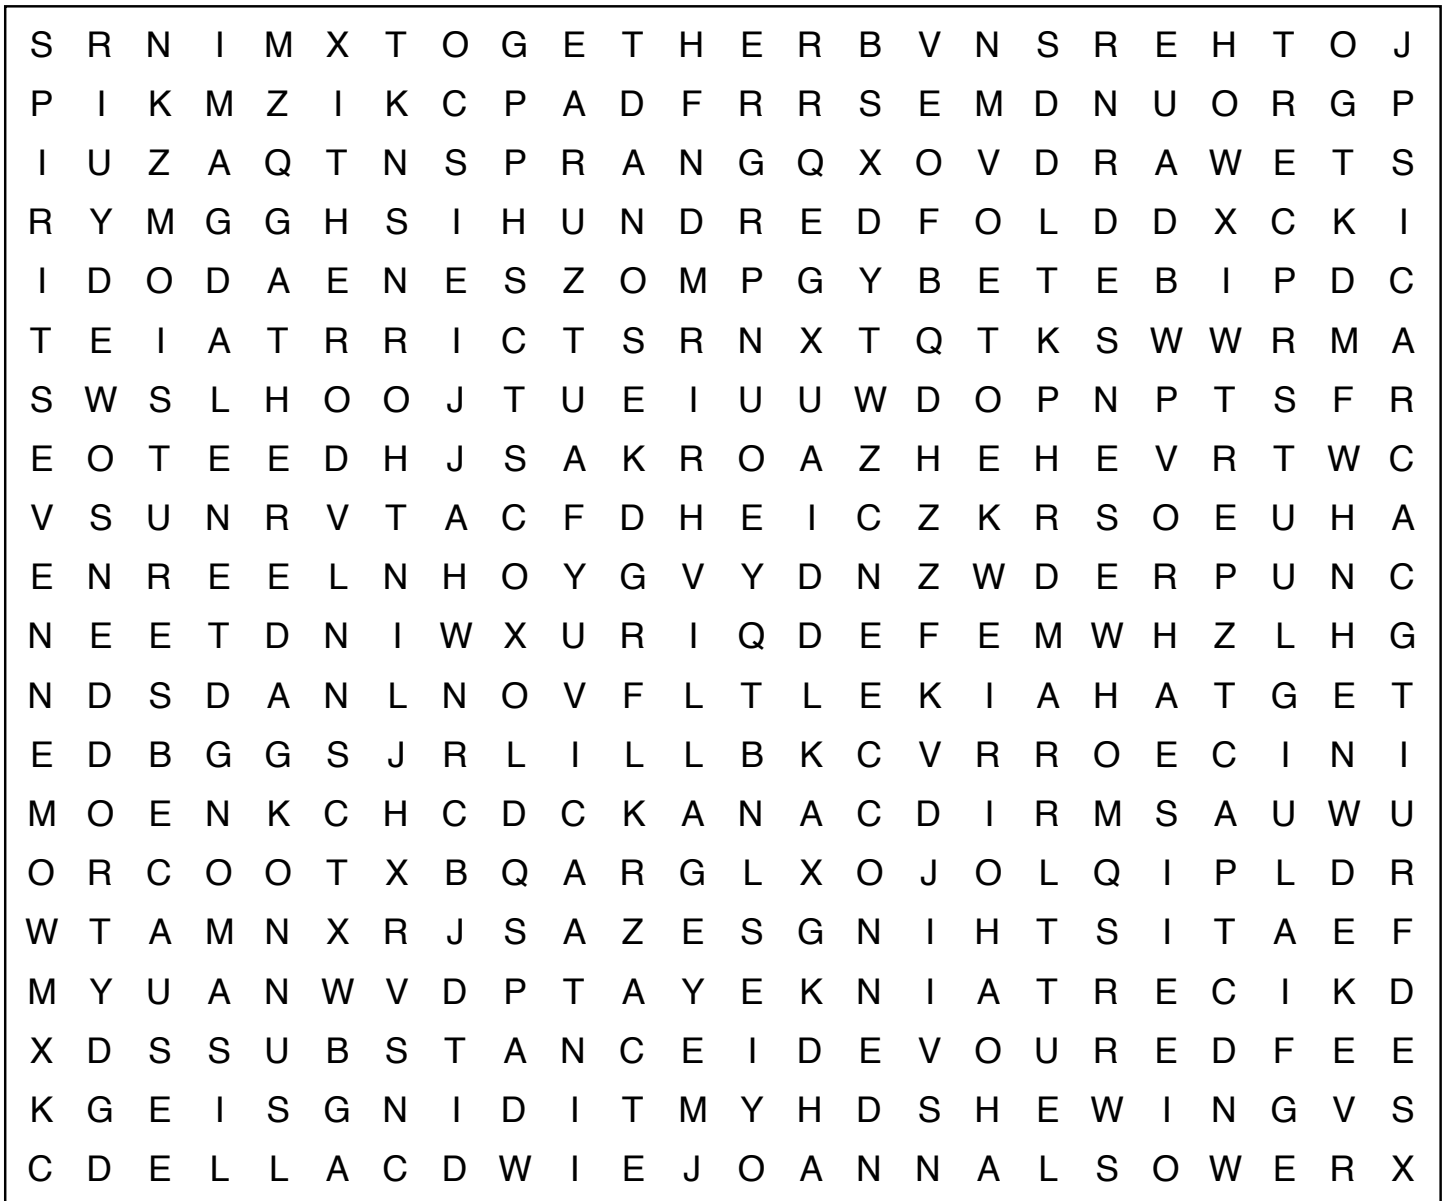 S R N I M X T O G E T H E R B V N S R E H T O J
P I K M Z I K C P A D F R R S E M D N U O R G P
I U Z A Q T N S P R A N G Q X O V D R A W E T S
R Y M G G H S I H U N D R E D F O L D D X C K I
I D O D A E N E S Z O M P G Y B E T E B I P D C
T E I A T R R I C T S R N X T Q T K S W W R M A
S W S L H O O J T U E I U U W D O P N P T S F R
E O T E E D H J S A K R O A Z H E H E V R T W C
V S U N R V T A C F D H E I C Z K R S O E U H A
E N R E E L N H O Y G V Y D N Z W D E R P U N C
N E E T D N I W X U R I Q D E F E M W H Z L H G
N D S D A N L N O V F L T L E K I A H A T G E T
E D B G G S J R L I L L B K C V R R O E C I N I
M O E N K C H C D C K A N A C D I R M S A U W U
O R C O O T X B Q A R G L X O J O L Q I P L D R
W T A M N X R J S A Z E S G N I H T S I T A E F
M Y U A N W V D P T A Y E K N I A T R E C I K D
X D S S U B S T A N C E I D E V O U R E D F E E
K G E I S G N I D I T M Y H D S H E W I N G V S
C D E L L A C D W I E J O A N N A L S O W E R X